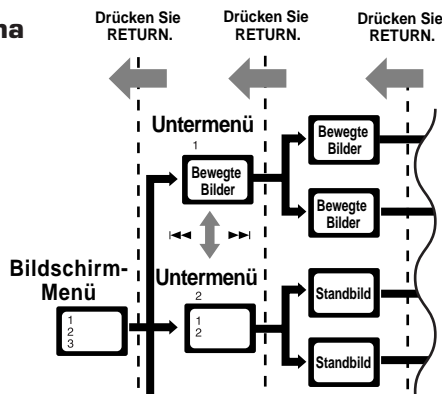 na
Drücken Sie
RETURN.
Drücken Sie
RETURN.
Drücken Sie
RETURN.
Untermenü
1
Bewegte
Bilder
Bewegte
Bilder
Bewegte
Bilder
Bildschirm-
Menü
1
2
3
Untermenü
2
1
2
Standbild
Standbild